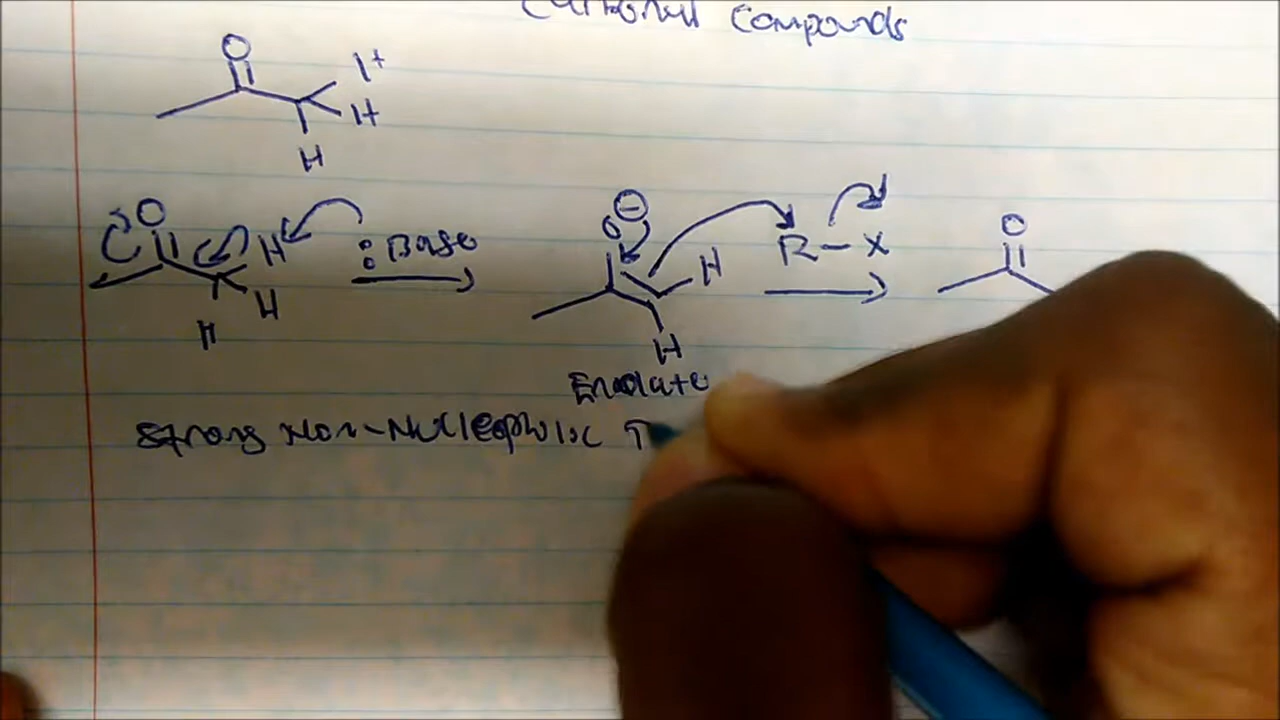 Carbonyl Compounds
O
H
H
H
O
H
:Base
H
H
O
H
R-X
O
H
Enolate
Strong Non-Nucleophilic